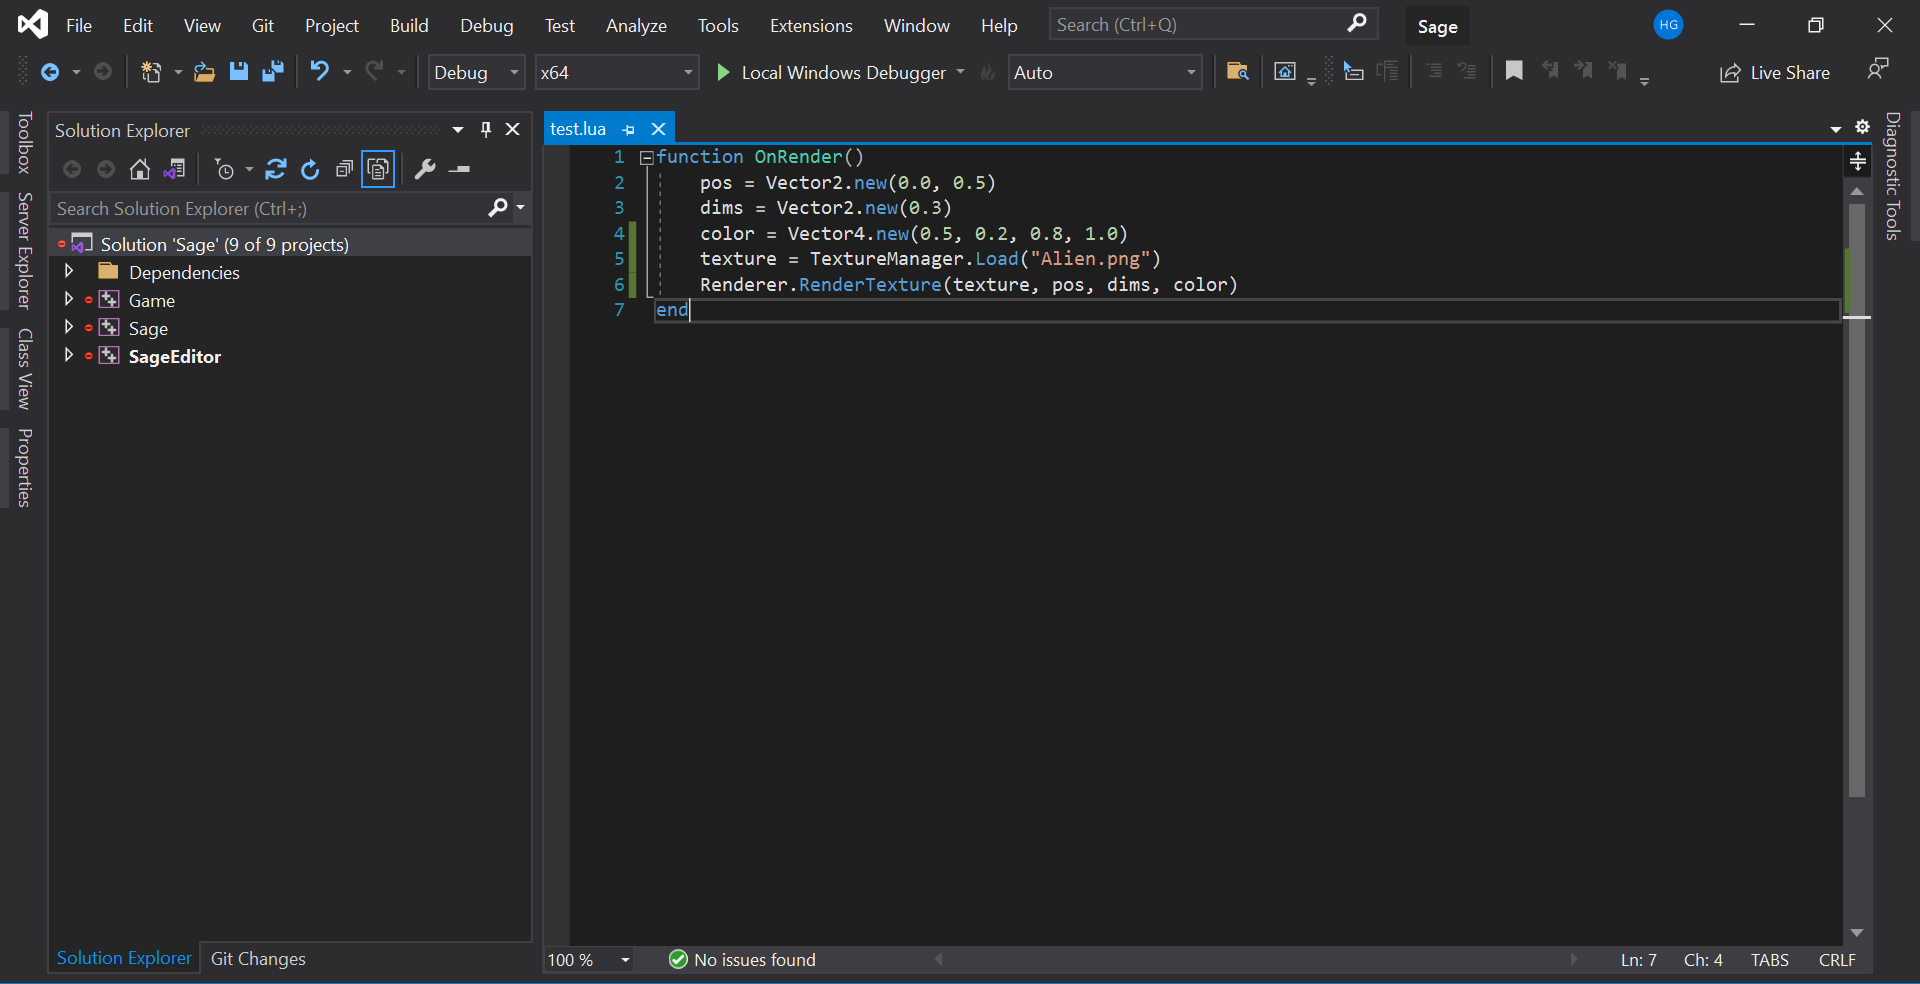 File Edit View Git Project Build Debug Test Analyze Tools Extensions Window Help Search (Ctrl+Q) Sage HG
Debug x64 Local Windows Debugger Auto Live Share
Toolbox
Server Explorer
Class View
Properties
Solution Explorer
Search Solution Explorer (Ctrl+;)
Solution 'Sage' (9 of 9 projects)
Dependencies
Game
Sage
SageEditor
Solution Explorer Git Changes
test.lua
1 function OnRender()
2 pos = Vector2.new(0.0, 0.5)
3 dims = Vector2.new(0.3)
4 color = Vector4.new(0.5, 0.2, 0.8, 1.0)
5 texture = TextureManager.Load("Alien.png")
6 Renderer.RenderTexture(texture, pos, dims, color)
7 end
100 % No issues found Ln: 7 Ch: 4 TABS CRLF
Diagnostic Tools